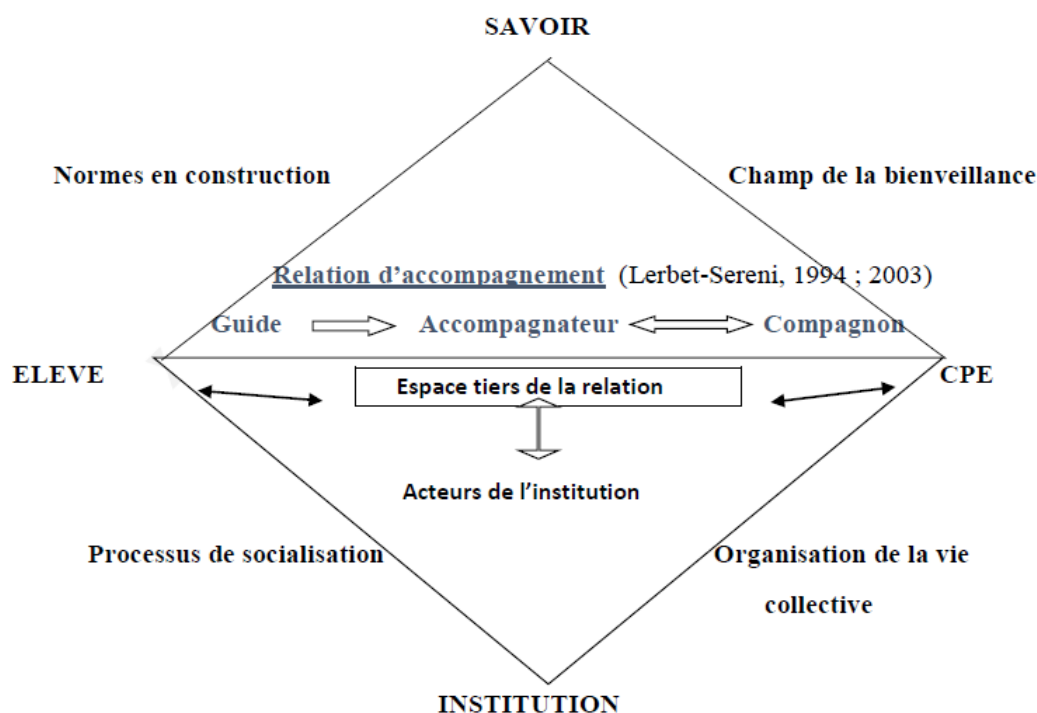 SAVOIR
Normes en construction
Champ de la bienveillance
Relation d’accompagnement (Lerbet-Sereni, 1994 ; 2003)
Guide Accompagnateur Compagnon
ELEVE
CPE
Espace tiers de la relation
Acteurs de l’institution
Processus de socialisation
Organisation de la vie
collective
INSTITUTION